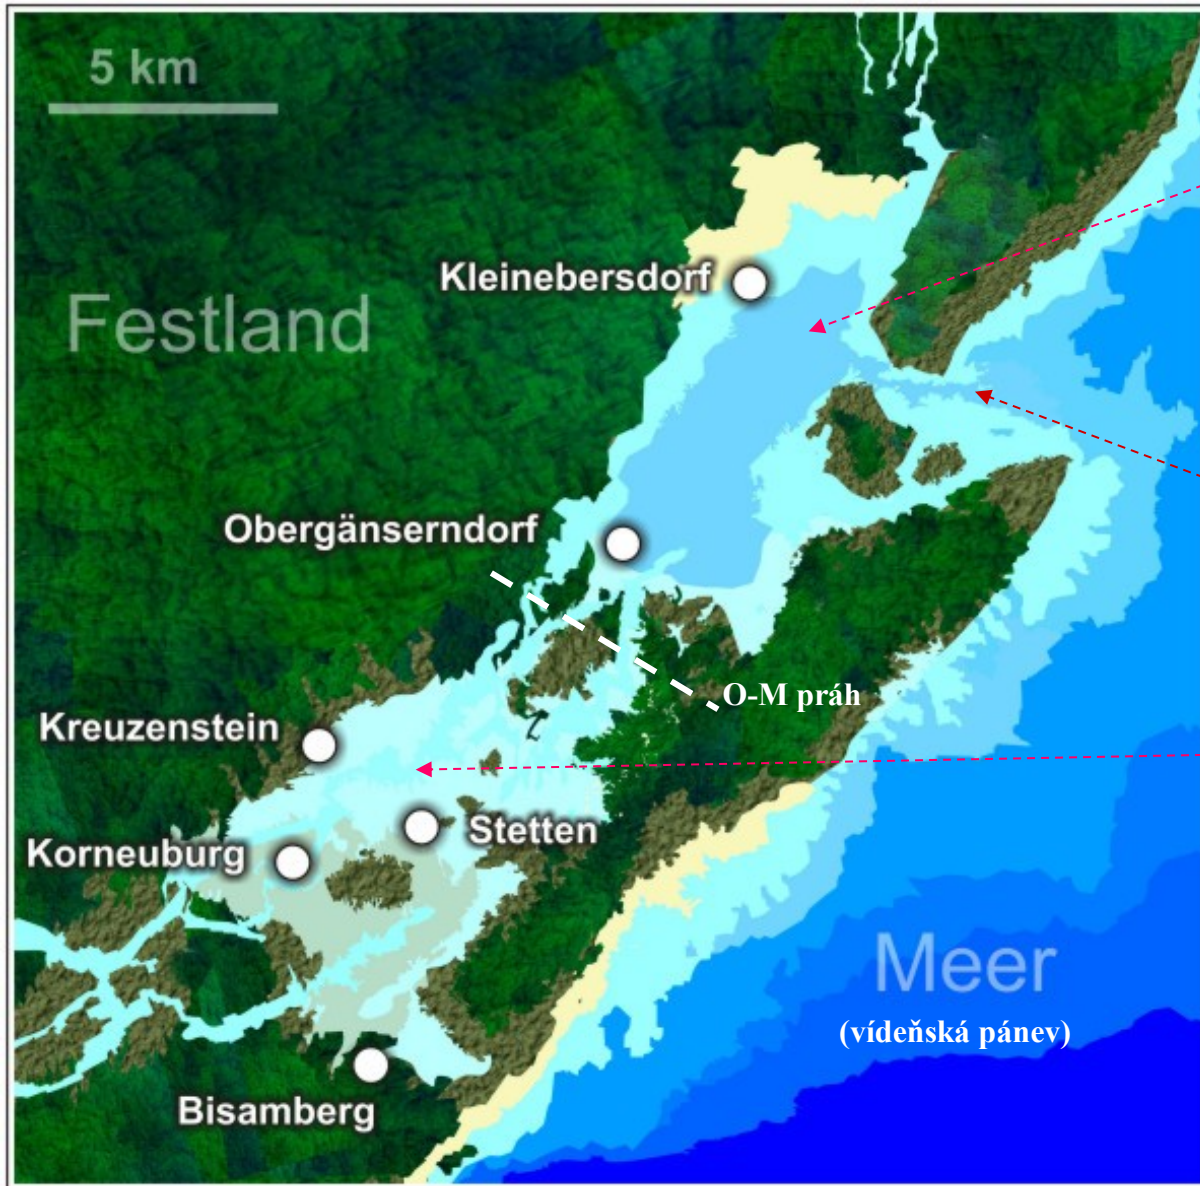 5 km
Kleinebersdorf
Festland
Obergänserndorf
O-M práh
Kreuzenstein
Stetten
Korneuburg
Meer
(vídeňská pánev)
Bisamberg